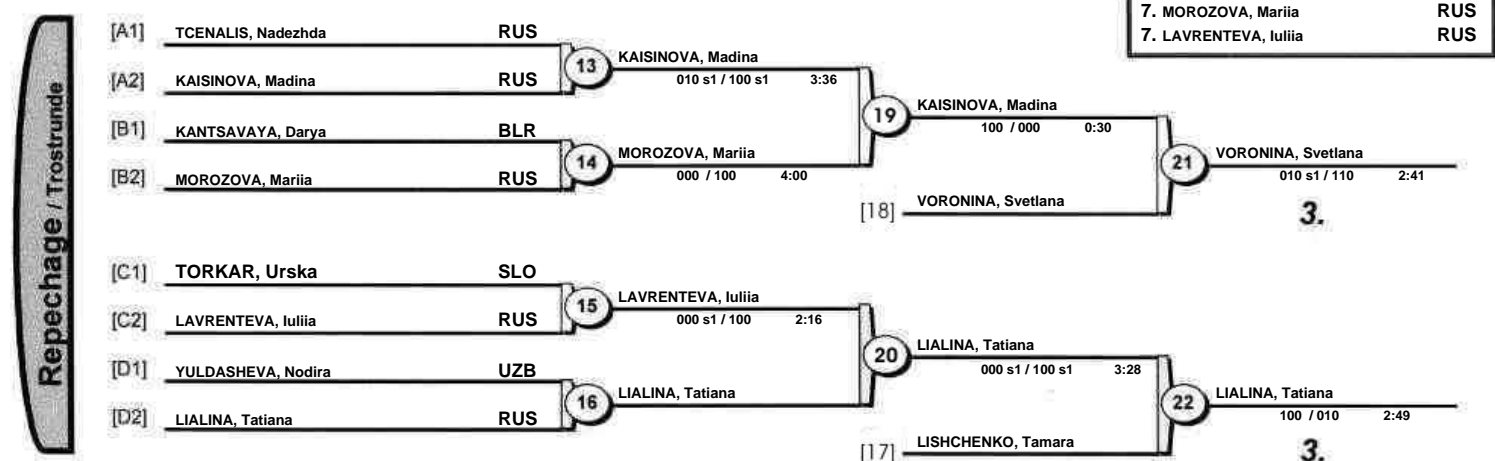 7. MOROZOVA, Mariia RUS
7. LAVRENTEVA, Iuliia RUS
Repechage / Trostrunde
[A1] TCENALIS, Nadezhda RUS
[A2] KAISINOVA, Madina RUS
13 KAISINOVA, Madina
010 s1 / 100 s1 3:36
[B1] KANTSAVAYA, Darya BLR
[B2] MOROZOVA, Mariia RUS
14 MOROZOVA, Mariia
000 / 100 4:00
19 KAISINOVA, Madina
100 / 000 0:30
[18] VORONINA, Svetlana
21 VORONINA, Svetlana
010 s1 / 110 2:41
3.
[C1] TORKAR, Urska SLO
[C2] LAVRENTEVA, Iuliia RUS
15 LAVRENTEVA, Iuliia
000 s1 / 100 2:16
[D1] YULDASHEVA, Nodira UZB
[D2] LIALINA, Tatiana RUS
16 LIALINA, Tatiana
20 LIALINA, Tatiana
000 s1 / 100 s1 3:28
[17] LISHCHENKO, Tamara
22 LIALINA, Tatiana
100 / 010 2:49
3.